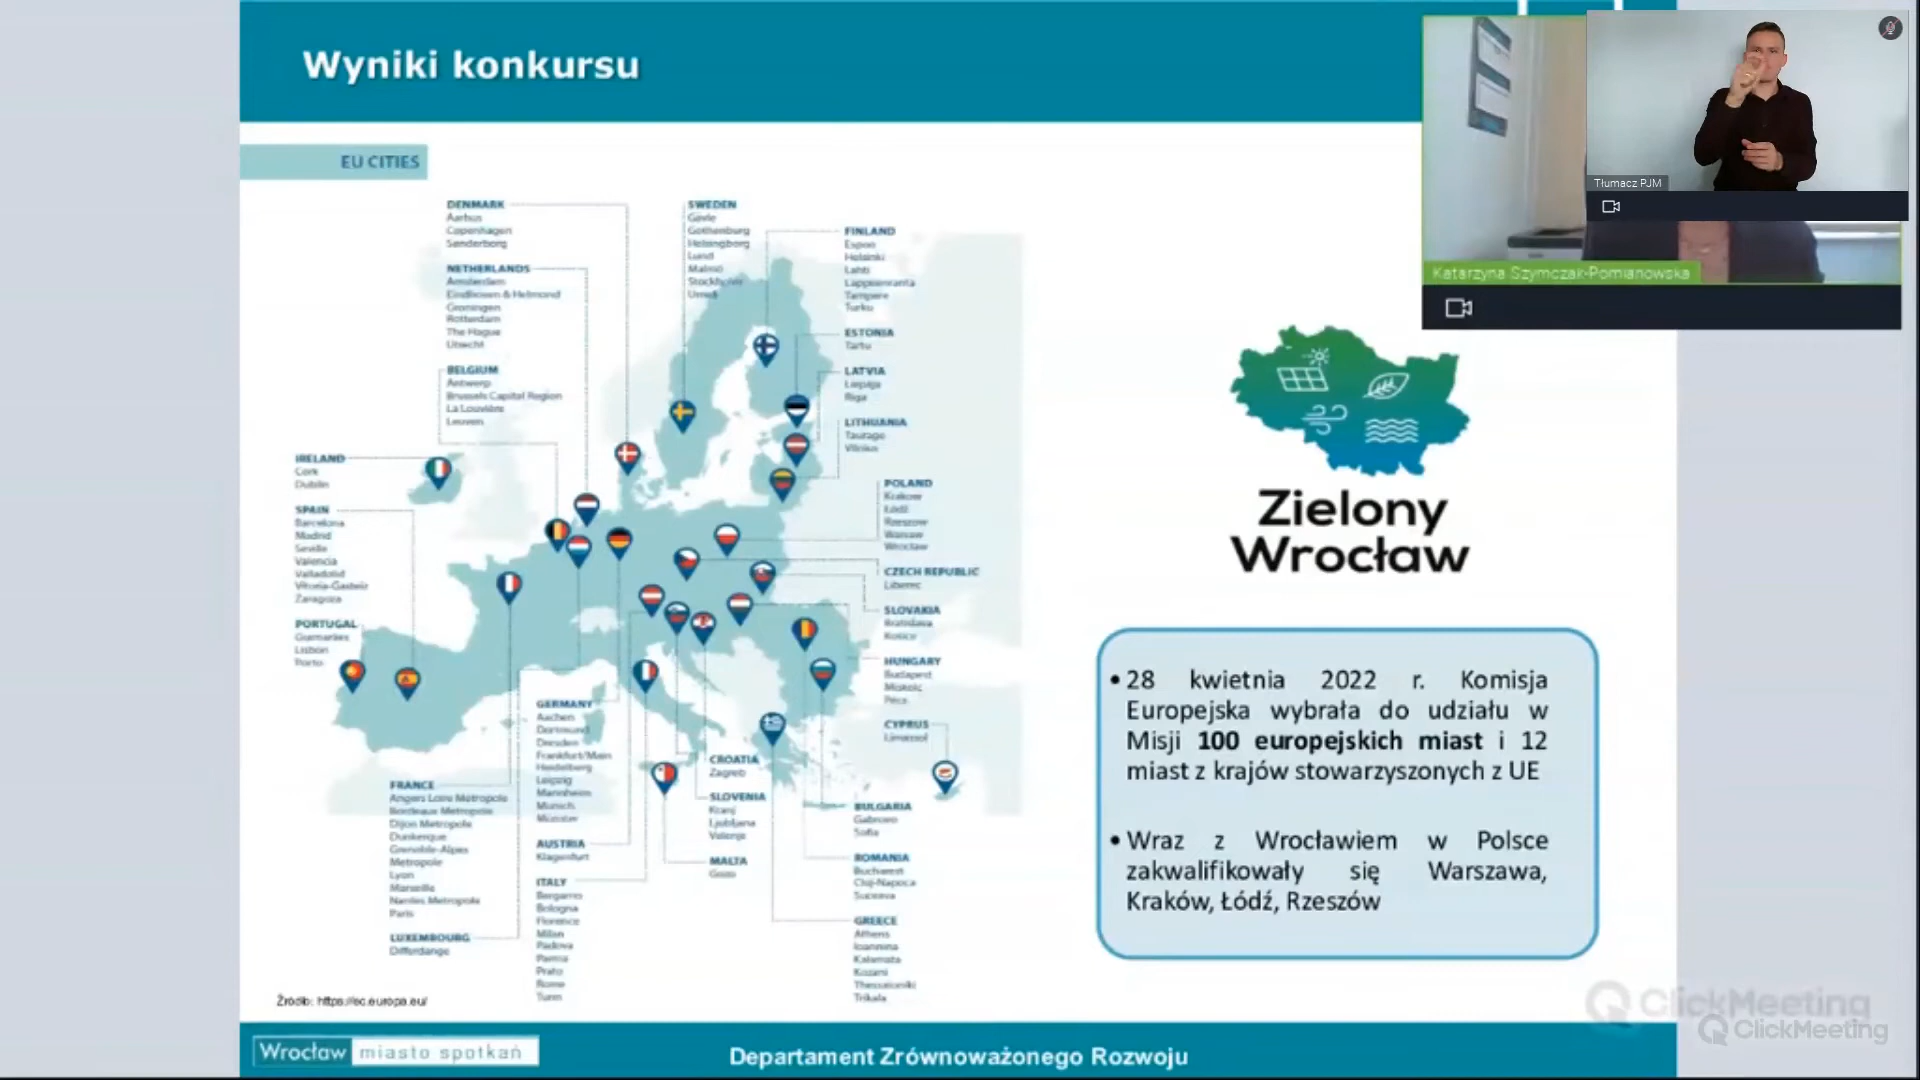 Wyniki konkursu
Tłumacz PJM
Katarzyna Szymczak-Pomianowska
EU CITIES
DENMARK
Aarhus
Copenhagen
Sønderborg
NETHERLANDS
Amsterdam
Eindhoven & Helmond
Groningen
Rotterdam
The Hague
Utrecht
BELGIUM
Antwerp
Brussels Capital Region
La Louvière
Leuven
IRELAND
Cork
Dublin
SPAIN
Barcelona
Madrid
Seville
Valencia
Valladolid
Vitoria-Gasteiz
Zaragoza
PORTUGAL
Guimarães
Lisbon
Porto
SWEDEN
Gävle
Gothenburg
Helsingborg
Lund
Malmö
Stockholm
Umeå
FINLAND
Espoo
Helsinki
Lahti
Lappeenranta
Tampere
Turku
ESTONIA
Tartu
LATVIA
Liepāja
Riga
LITHUANIA
Taurage
Vilnius
POLAND
Krakow
Łódź
Rzeszow
Warsaw
Wrocław
CZECH REPUBLIC
Liberec
SLOVAKIA
Bratislava
Košice
HUNGARY
Budapest
Miskolc
Pécs
CYPRUS
Limassol
FRANCE
Angers Loire Métropole
Bordeaux Métropole
Dijon Metropole
Dunkerque
Grenoble-Alpes
Metropole
Lyon
Marseille
Nantes Metropole
Paris
LUXEMBOURG
Differdange
GERMANY
Aachen
Dortmund
Dresden
Frankfurt/Main
Heidelberg
Leipzig
Mannheim
Munich
Münster
AUSTRIA
Klagenfurt
ITALY
Bergamo
Bologna
Florence
Milan
Padova
Parma
Prato
Rome
Turin
CROATIA
Zagreb
SLOVENIA
Kranj
Ljubljana
Velenje
MALTA
Gozo
BULGARIA
Gabrovo
Sofia
ROMANIA
Bucharest
Cluj-Napoca
Suceava
GREECE
Athens
Ioannina
Kalamata
Kozani
Thessaloniki
Trikala
Zielony
Wrocław
• 28 kwietnia 2022 r. Komisja
Europejska wybrała do udziału w
Misji 100 europejskich miast i 12
miast z krajów stowarzyszonych z UE
• Wraz z Wrocławiem w Polsce
zakwalifikowały się Warszawa,
Kraków, Łódź, Rzeszów
Źródło: https://ec.europa.eu/
ClickMeeting
ClickMeeting
Wrocław miasto spotkań
Departament Zrównoważonego Rozwoju